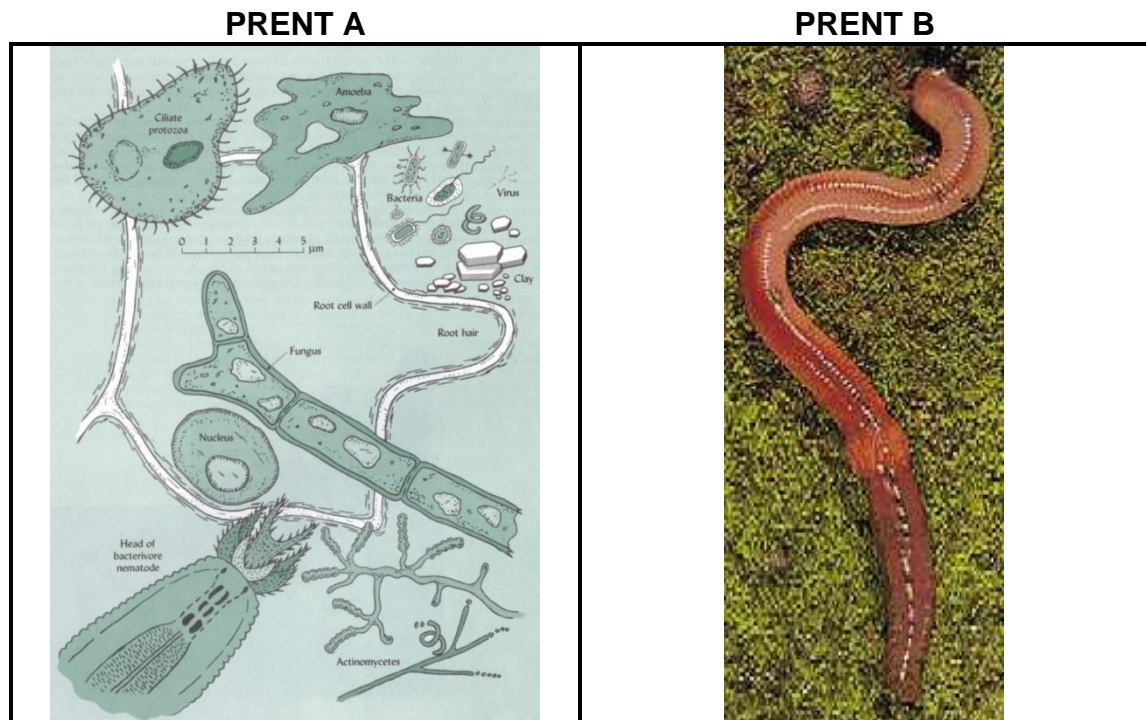 PRENT A
PRENT B
Ciliate
protozoa
Amoeba
Bacteria
Virus
0 1 2 3 4 5 μm
Clay
Root cell wall
Root hair
Fungus
Nucleus
Head of
bacterivore
nematode
Actinomycetes